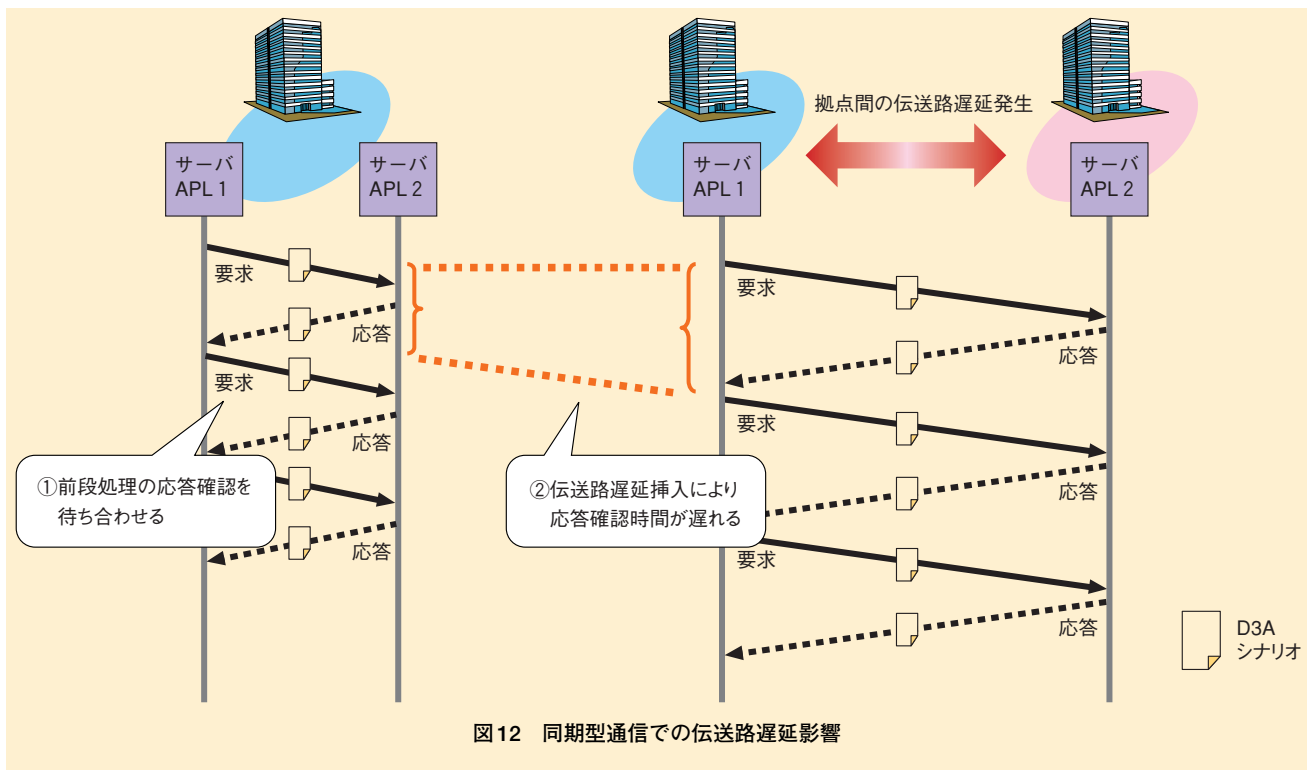 拠点間の伝送路遅延発生
サーバ
APL 1
サーバ
APL 2
サーバ
APL 1
サーバ
APL 2
要求
応答
要求
応答
応答
①前段処理の応答確認を
待ち合わせる
要求
応答
要求
応答
要求
応答
②伝送路遅延挿入により
応答確認時間が遅れる
D3A
シナリオ
図12 同期型通信での伝送路遅延影響